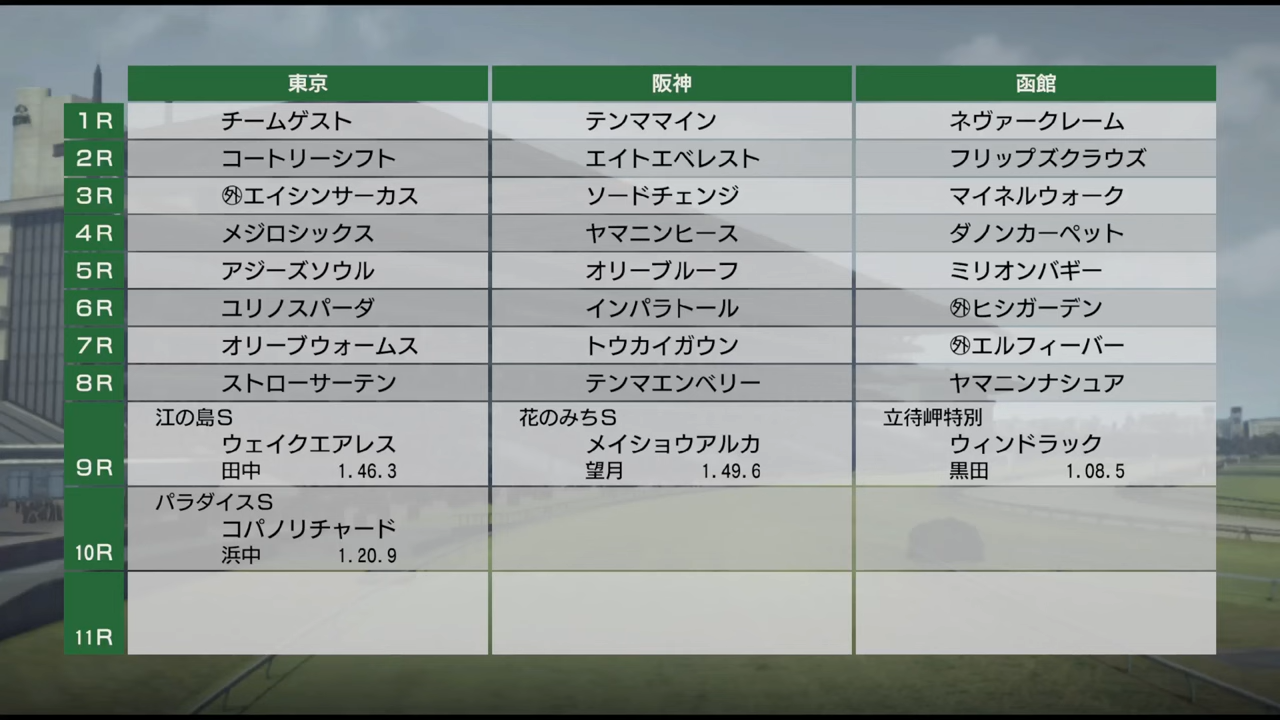 東京 阪神 函館
1R チームゲスト テンママイン ネヴァークレーム
2R コートリーシフト エイトエベレスト フリップズクラウズ
3R ㊕エイシンサーカス ソードチェンジ マイネルウォーク
4R メジロシックス ヤマニンヒース ダノンカーペット
5R アジーズソウル オリーブルーフ ミリオンバギー
6R ユリノスパーダ インパラトール 外ヒシガーデン
7R オリーブウォームス トウカイガウン 外エルフィーバー
8R ストローサーテン テンマエンベリー ヤマニンナシュア
江の島S 花のみちS 立待岬特別
ウェイクエアレス メイショウアルカ ウィンドラック
9R 田中 1.46.3 望月 1.49.6 黒田 1.08.5
パラダイスS
コパノリチャード
10R 浜中 1.20.9
11R